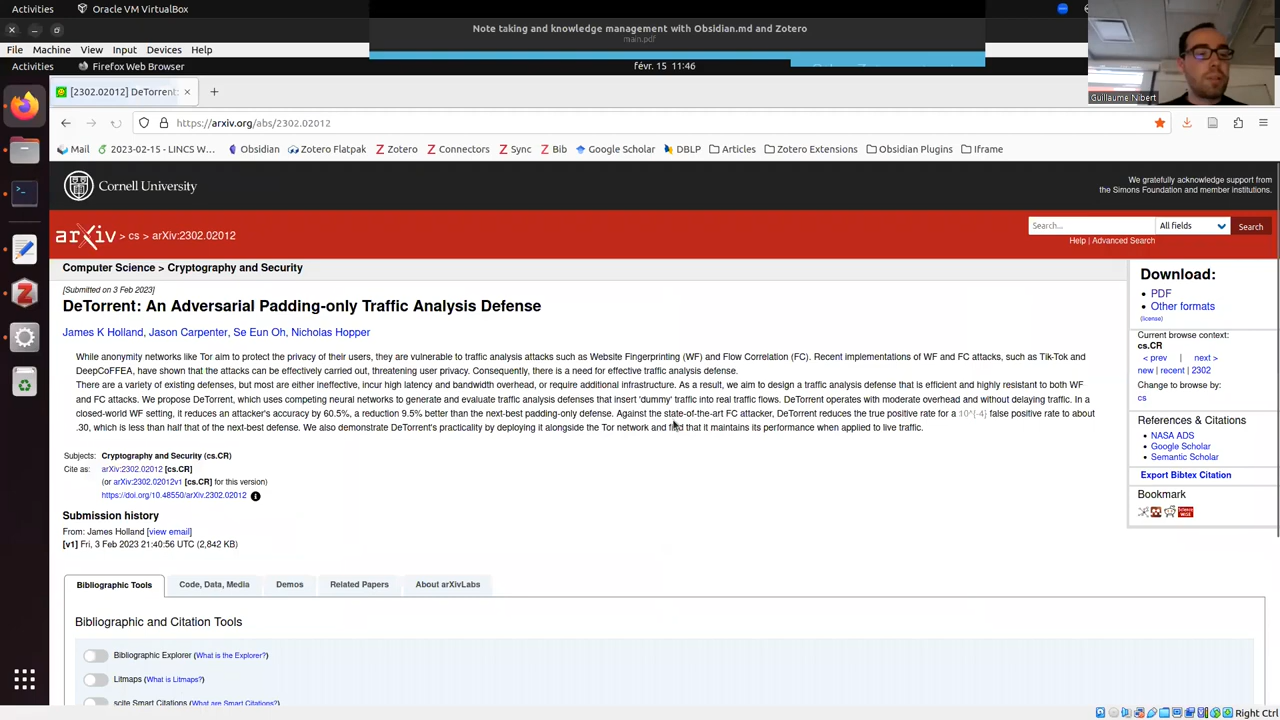 Activities
Oracle VM VirtualBox
Note taking and knowledge management with Obsidian.md and Zotero
main.pdf
File Machine View Input Devices Help
Activities
Firefox Web Browser
févr. 15 11:46
Guillaume Nibert
[2302.02012] DeTorrent:
https://arxiv.org/abs/2302.02012
Mail
2023-02-15 - LINCS W...
Obsidian
Zotero Flatpak
Zotero
Connectors
Sync
Bib
Google Scholar
DBLP
Articles
Zotero Extensions
Obsidian Plugins
Iframe
Cornell University
We gratefully acknowledge support from
the Simons Foundation and member institutions.
arXiv > cs > arXiv:2302.02012
Search...
All fields
Search
Help | Advanced Search
Computer Science > Cryptography and Security
[Submitted on 3 Feb 2023]
DeTorrent: An Adversarial Padding-only Traffic Analysis Defense
James K Holland, Jason Carpenter, Se Eun Oh, Nicholas Hopper
While anonymity networks like Tor aim to protect the privacy of their users, they are vulnerable to traffic analysis attacks such as Website Fingerprinting (WF) and Flow Correlation (FC). Recent implementations of WF and FC attacks, such as Tik-Tok and
DeepCoFFEA, have shown that the attacks can be effectively carried out, threatening user privacy. Consequently, there is a need for effective traffic analysis defense.
There are a variety of existing defenses, but most are either ineffective, incur high latency and bandwidth overhead, or require additional infrastructure. As a result, we aim to design a traffic analysis defense that is efficient and highly resistant to both WF
and FC attacks. We propose DeTorrent, which uses competing neural networks to generate and evaluate traffic analysis defenses that insert 'dummy' traffic into real traffic flows. DeTorrent operates with moderate overhead and without delaying traffic. In a
closed-world WF setting, it reduces an attacker's accuracy by 60.5%, a reduction 9.5% better than the next-best padding-only defense. Against the state-of-the-art FC attacker, DeTorrent reduces the true positive rate for a 10^{-4} false positive rate to about
.30, which is less than half that of the next-best defense. We also demonstrate DeTorrent's practicality by deploying it alongside the Tor network and find that it maintains its performance when applied to live traffic.
Subjects: Cryptography and Security (cs.CR)
Cite as: arXiv:2302.02012 [cs.CR]
(or arXiv:2302.02012v1 [cs.CR] for this version)
https://doi.org/10.48550/arXiv.2302.02012
Submission history
From: James Holland [view email]
[v1] Fri, 3 Feb 2023 21:40:56 UTC (2,842 KB)
Download:
PDF
Other formats
(license)
Current browse context:
cs.CR
< prev | next >
new | recent | 2302
Change to browse by:
cs
References & Citations
NASA ADS
Google Scholar
Semantic Scholar
Export Bibtex Citation
Bookmark
Bibliographic Tools
Code, Data, Media
Demos
Related Papers
About arXivLabs
Bibliographic and Citation Tools
Bibliographic Explorer (What is the Explorer?)
Litmaps (What is Litmaps?)
scite Smart Citations (What are Smart Citations?)
Right Ctrl